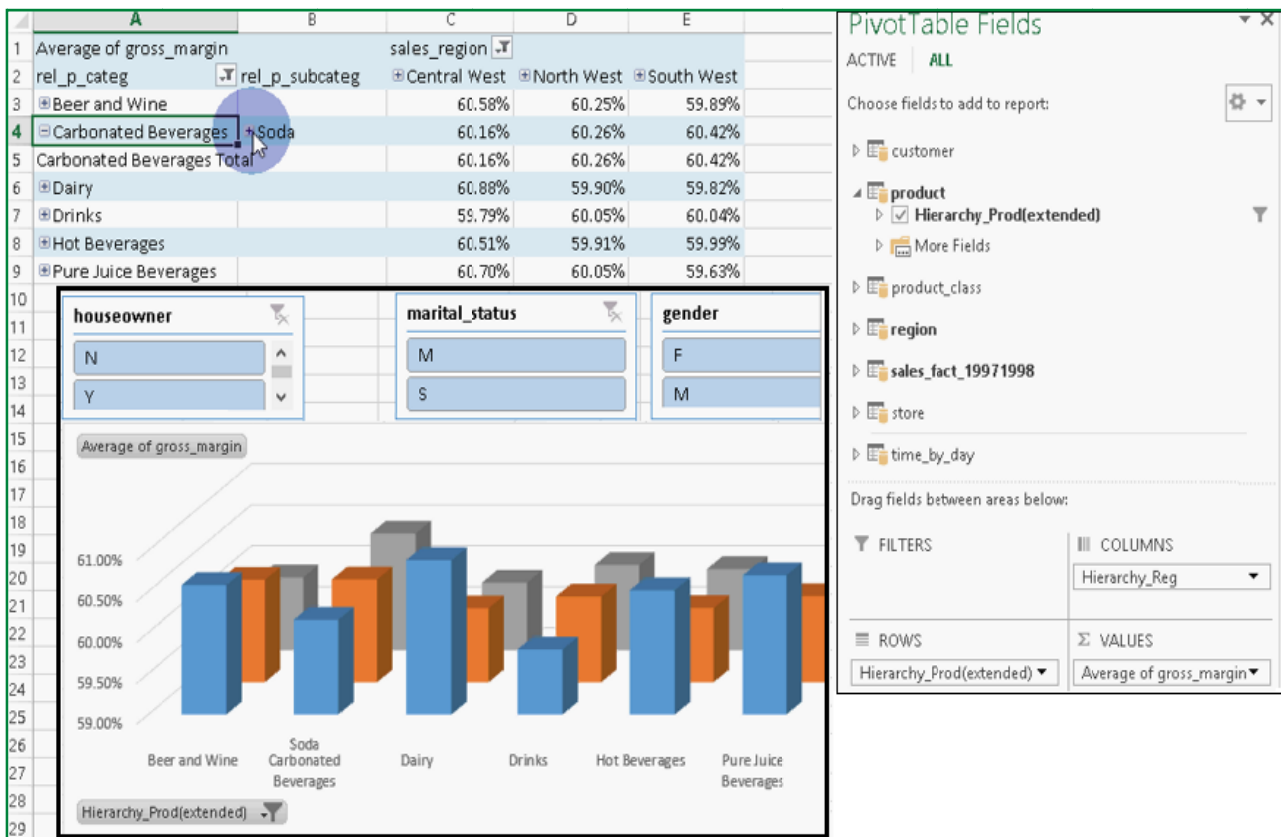 A B C D E
1 Average of gross_margin sales_region
2 rel_p_categ rel_p_subcateg Central West North West South West
3 Beer and Wine 60.58% 60.25% 59.89%
4 Carbonated Beverages Soda 60.16% 60.26% 60.42%
5 Carbonated Beverages Total 60.16% 60.26% 60.42%
6 Dairy 60.88% 59.90% 59.82%
7 Drinks 59.79% 60.05% 60.04%
8 Hot Beverages 60.51% 59.91% 59.99%
9 Pure Juice Beverages 60.70% 60.05% 59.63%
10
11
12
13
14
15
16
17
18
19
20
21
22
23
24
25
26
27
28
29
houseowner
N
Y
marital_status
M
S
gender
F
M
Average of gross_margin
61.00%
60.50%
60.00%
59.50%
59.00%
Beer and Wine
Soda
Carbonated
Beverages
Dairy
Drinks
Hot Beverages
Pure Juice
Beverages
Hierarchy_Prod(extended)
PivotTable Fields
ACTIVE ALL
Choose fields to add to report:
customer
product
Hierarchy_Prod(extended)
More Fields
product_class
region
sales_fact_19971998
store
time_by_day
Drag fields between areas below:
FILTERS
COLUMNS
Hierarchy_Reg
ROWS
Hierarchy_Prod(extended)
Σ VALUES
Average of gross_margin